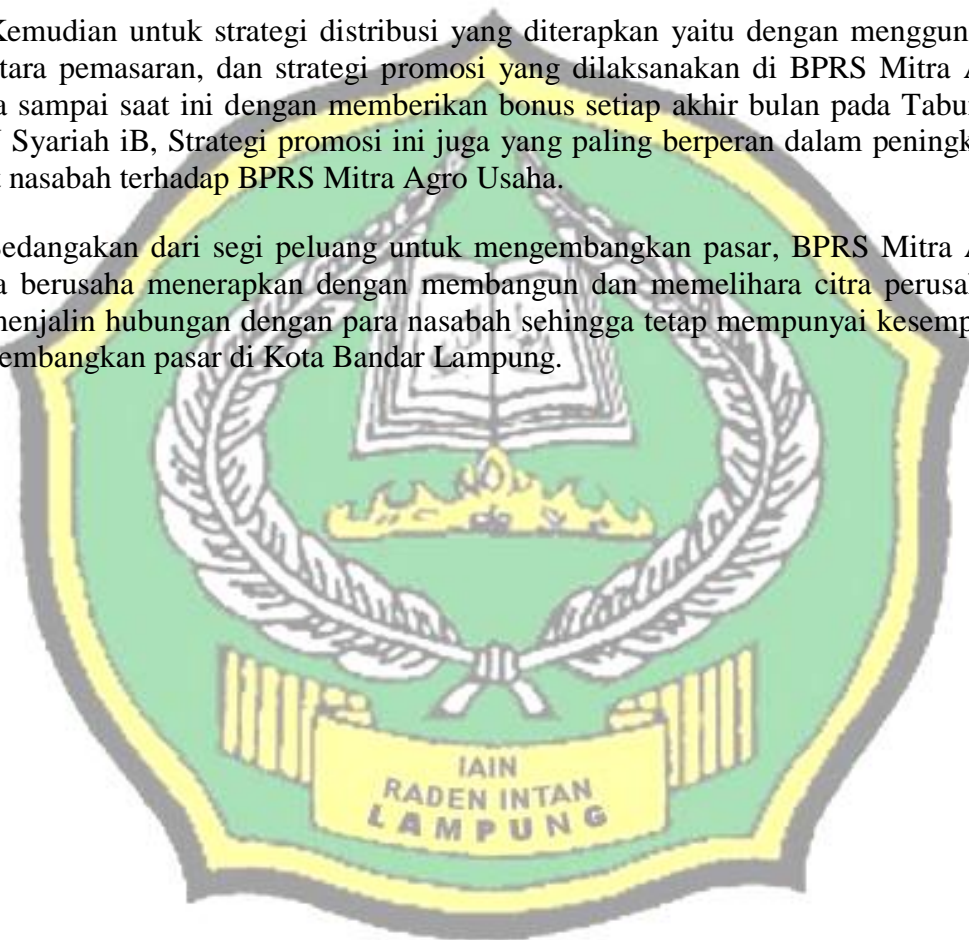 Kemudian untuk strategi distribusi yang diterapkan yaitu dengan menggun
tara pemasaran, dan strategi promosi yang dilaksanakan di BPRS Mitra A
a sampai saat ini dengan memberikan bonus setiap akhir bulan pada Tabu
Syariah iB, Strategi promosi ini juga yang paling berperan dalam peningk
nasabah terhadap BPRS Mitra Agro Usaha.
Sedangakan dari segi peluang untuk mengembangkan pasar, BPRS Mitra A
a berusaha menerapkan dengan membangun dan memelihara citra perusa
menjalin hubungan dengan para nasabah sehingga tetap mempunyai kesemp
embangkan pasar di Kota Bandar Lampung.
IAIN
RADEN INTAN
LAMPUNG